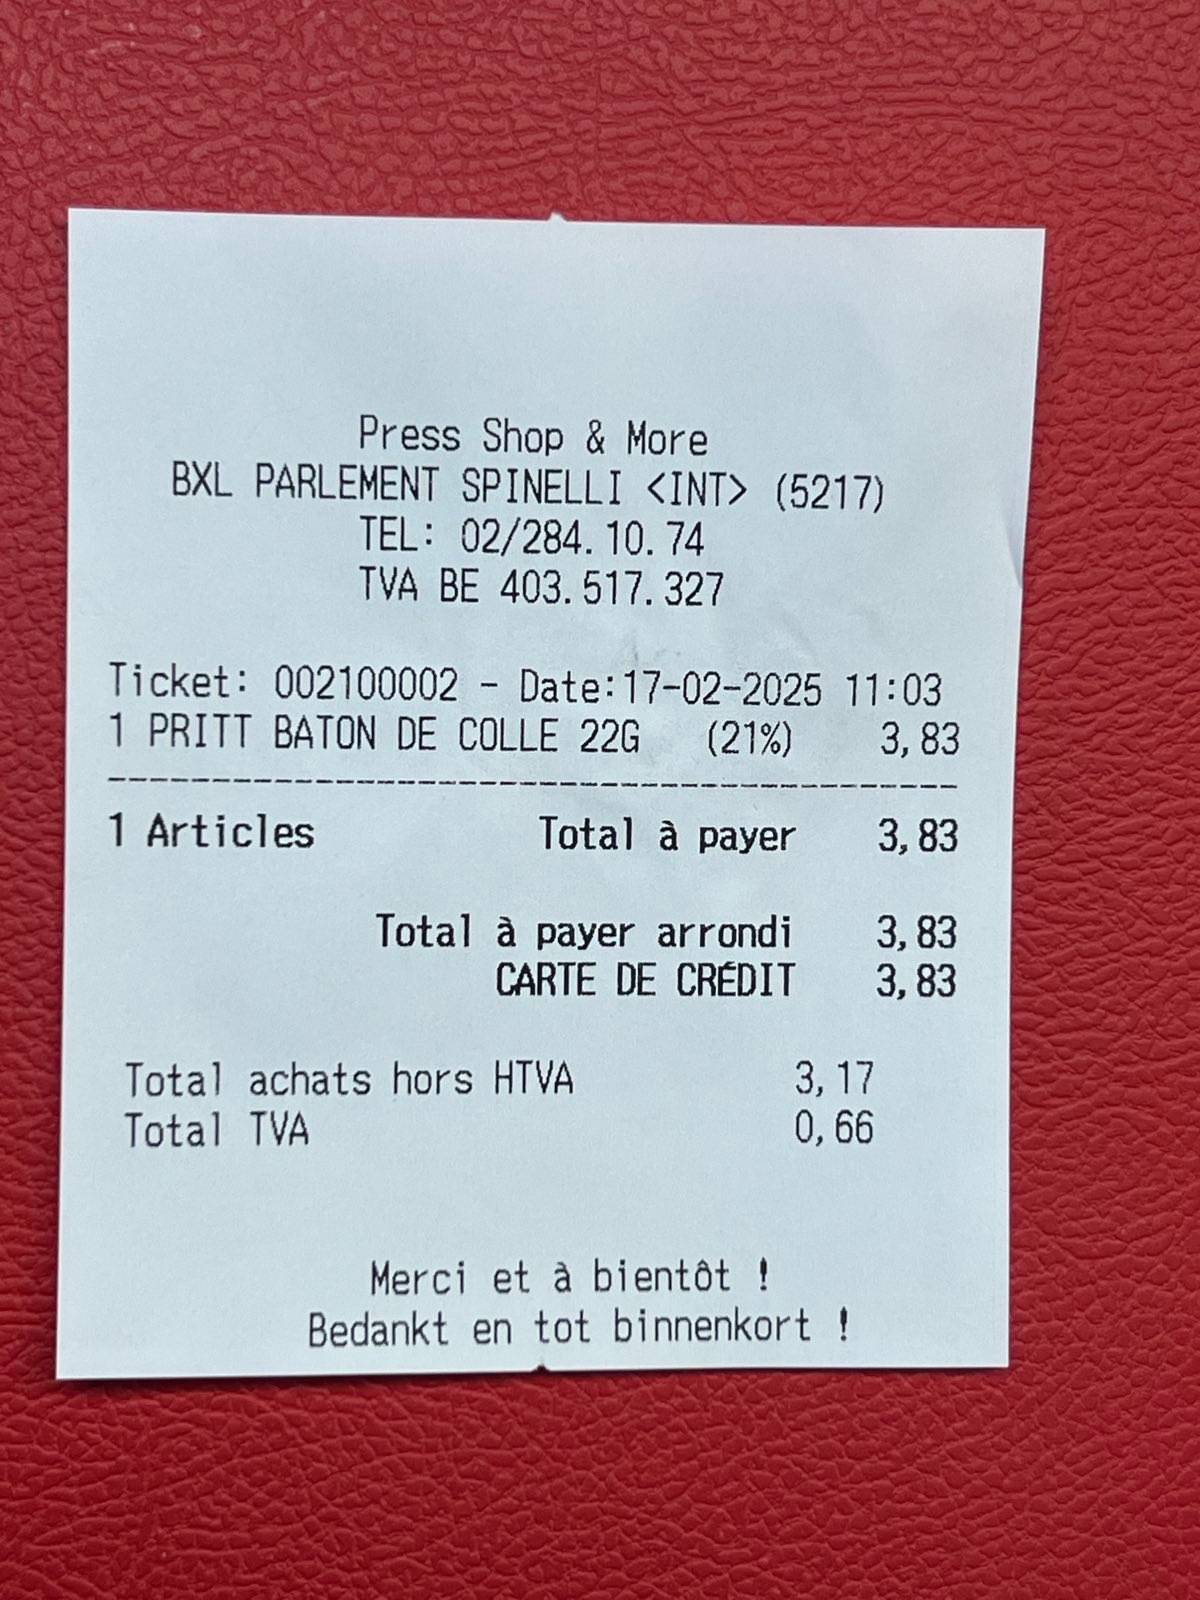 Press Shop & More
BXL PARLEMENT SPINELLI <INT> (5217)
TEL: 02/284.10.74
TVA BE 403.517.327
Ticket: 002100002 - Date:17-02-2025 11:03
1 PRITT BATON DE COLLE 22G (21%) 3,83
--------------------------------------------
1 Articles Total à payer 3,83
Total à payer arrondi 3,83
CARTE DE CRÉDIT 3,83
Total achats hors HTVA 3,17
Total TVA 0,66
Merci et à bientôt !
Bedankt en tot binnenkort !